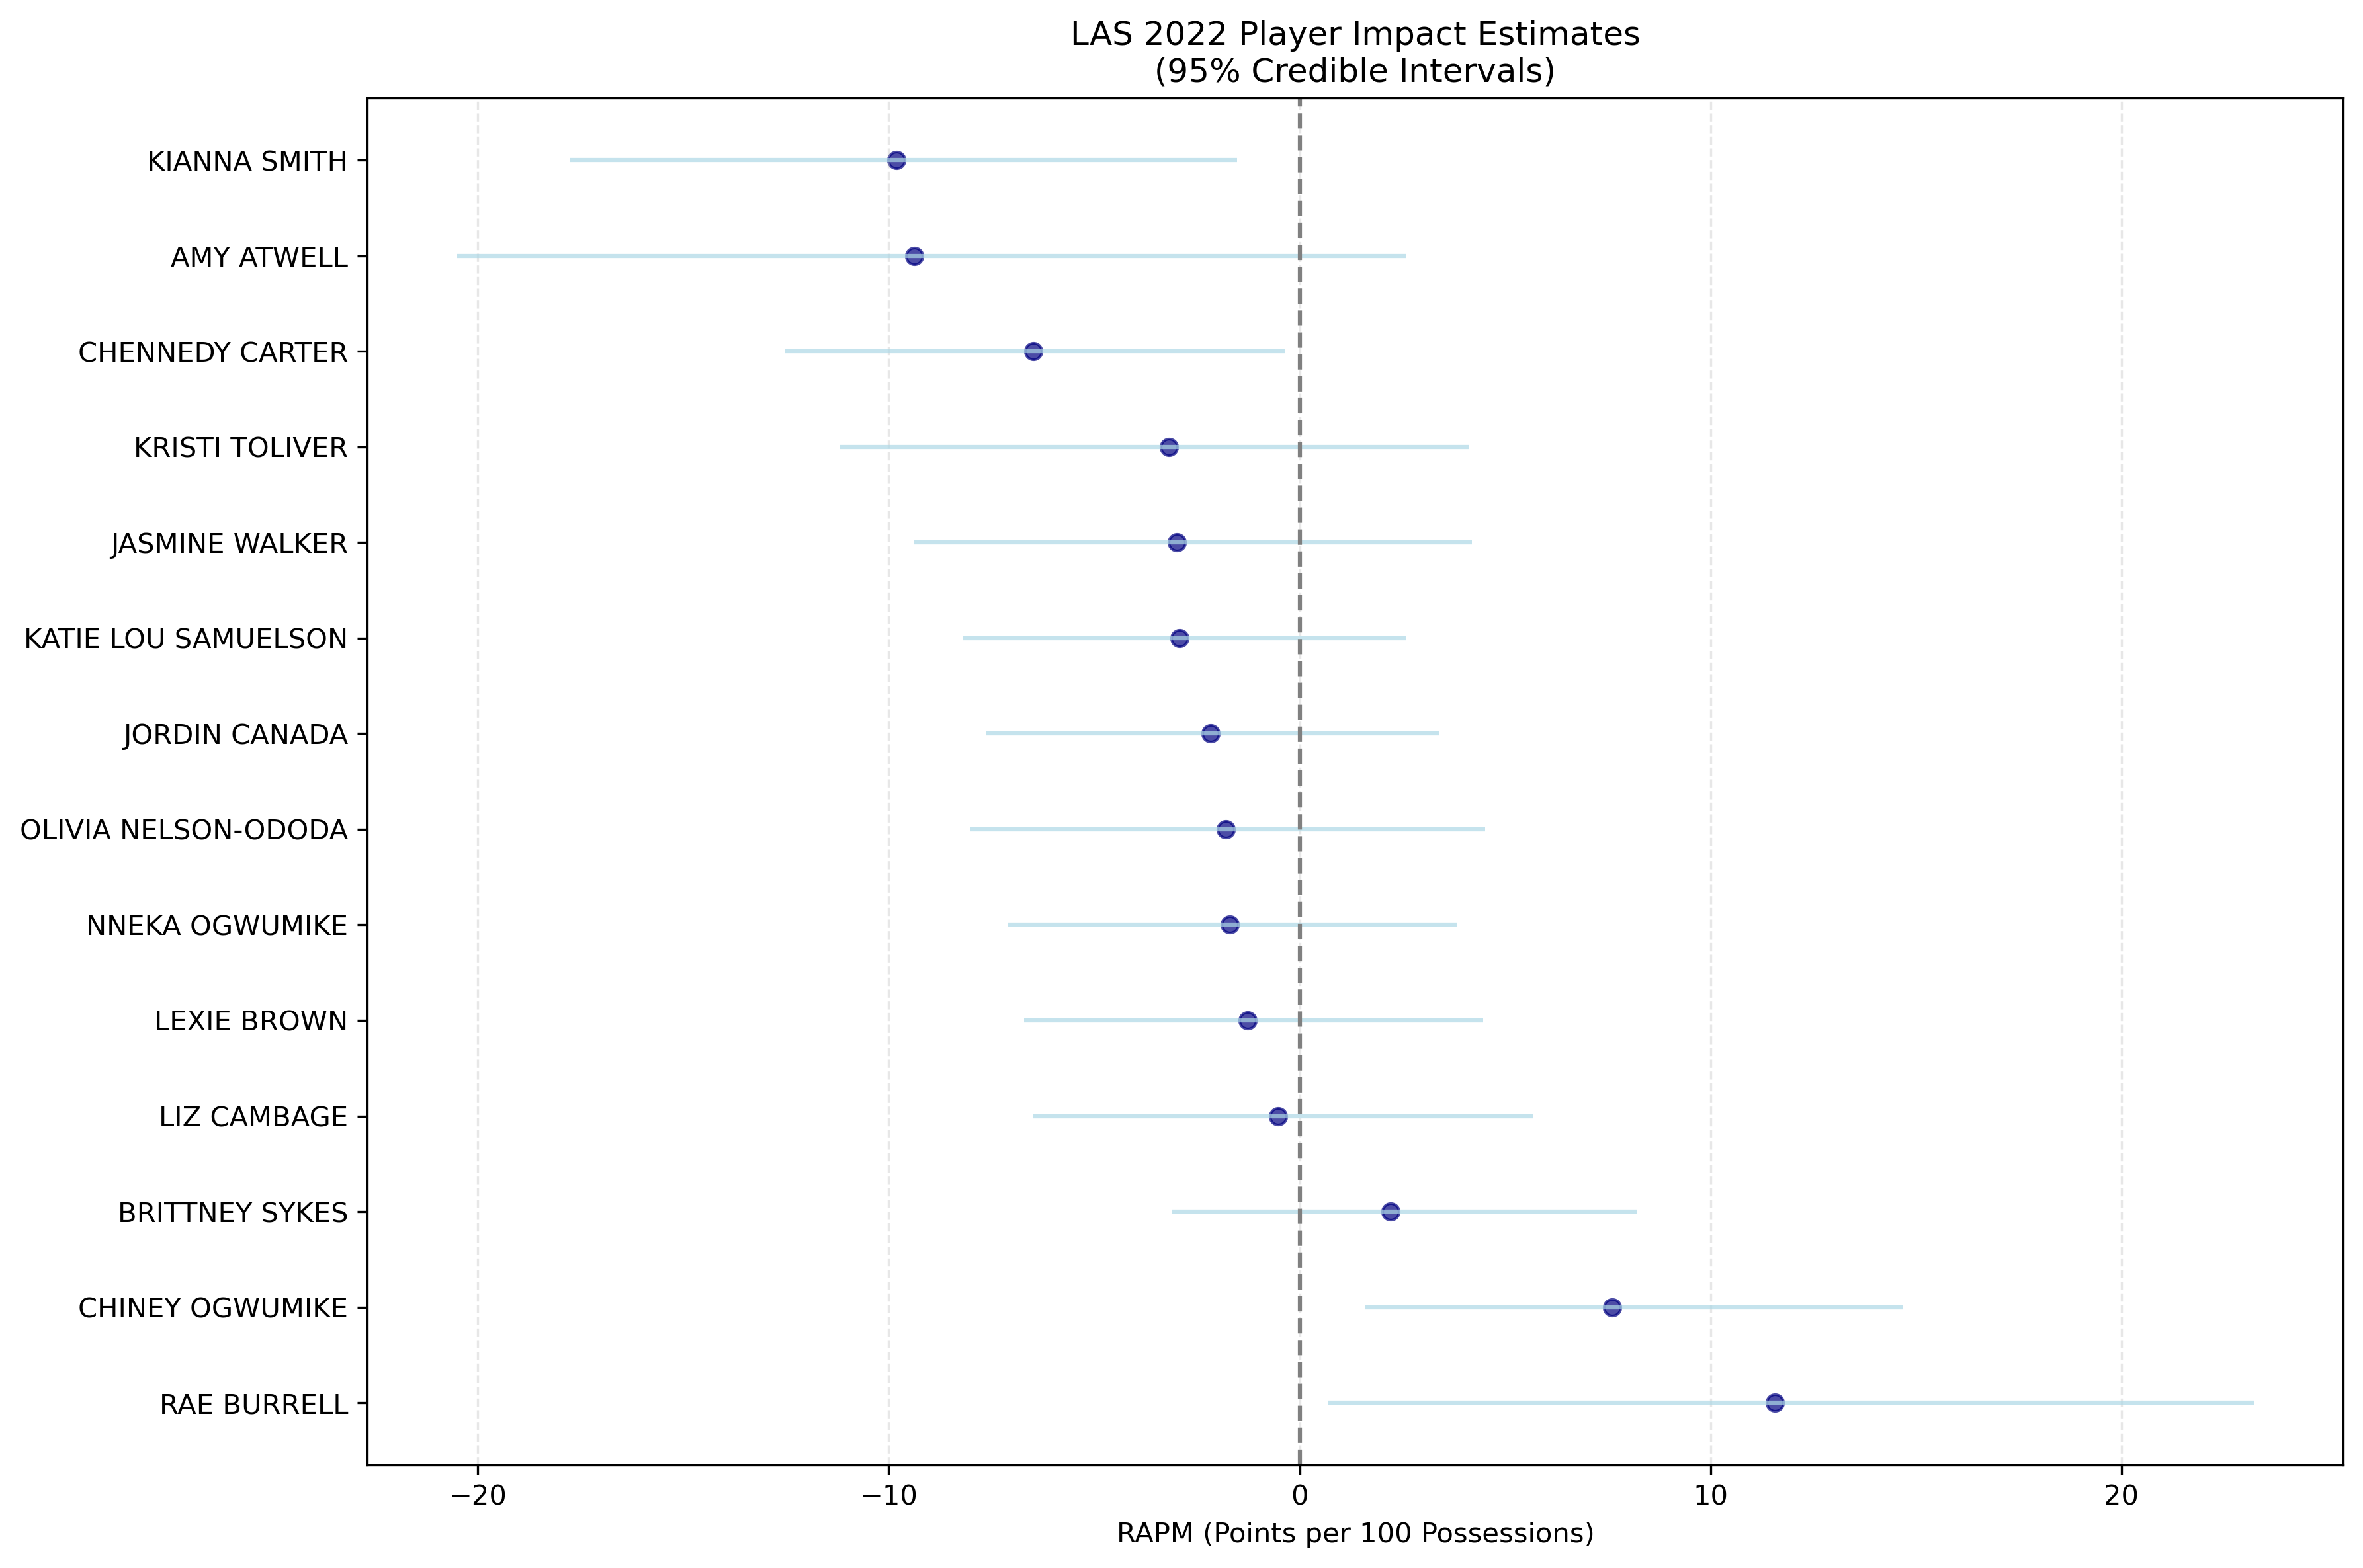 LAS 2022 Player Impact Estimates
(95% Credible Intervals)
KIANNA SMITH
AMY ATWELL
CHENNEDY CARTER
KRISTI TOLIVER
JASMINE WALKER
KATIE LOU SAMUELSON
JORDIN CANADA
OLIVIA NELSON-ODODA
NNEKA OGWUMIKE
LEXIE BROWN
LIZ CAMBAGE
BRITTNEY SYKES
CHINEY OGWUMIKE
RAE BURRELL
−20 −10 0 10 20
RAPM (Points per 100 Possessions)